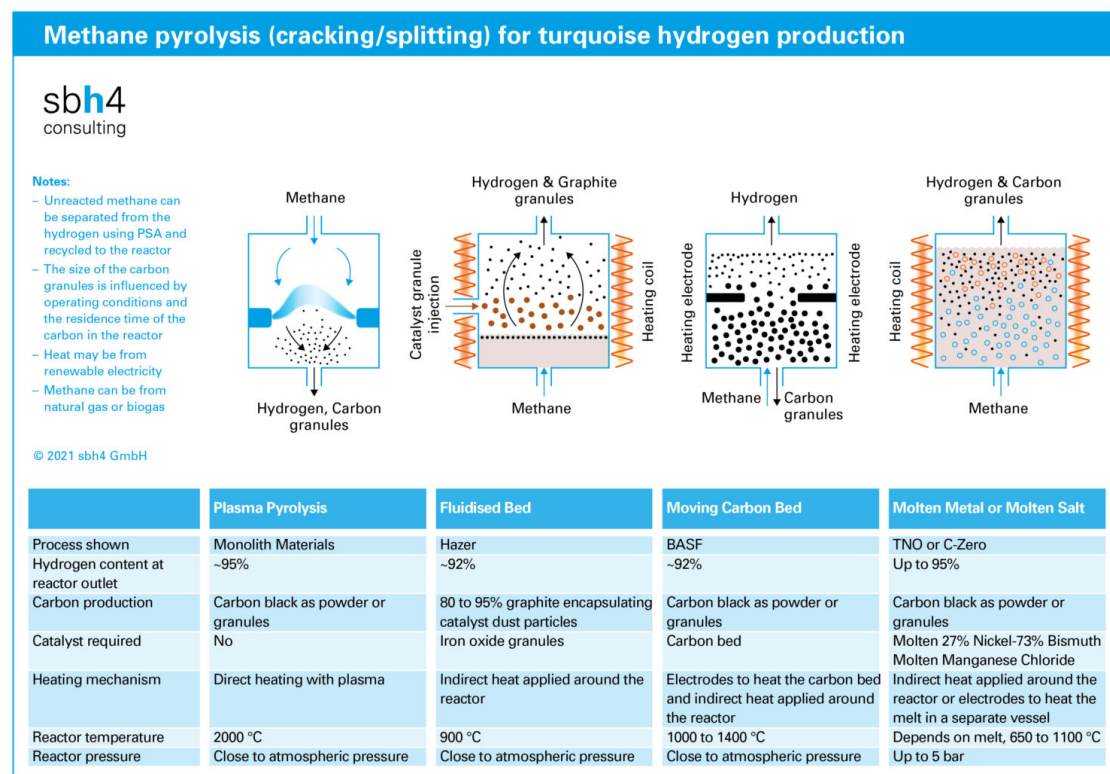 Methane pyrolysis (cracking/splitting) for turquoise hydrogen production
sbh4
consulting
Notes:
– Unreacted methane can
be separated from the
hydrogen using PSA and
recycled to the reactor
– The size of the carbon
granules is influenced by
operating conditions and
the residence time of the
carbon in the reactor
– Heat may be from
renewable electricity
– Methane can be from
natural gas or biogas
© 2021 sbh4 GmbH
Methane
Hydrogen, Carbon
granules
Hydrogen & Graphite
granules
Catalyst granule
injection
Heating coil
Methane
Hydrogen
Heating electrode
Heating electrode
Methane
Carbon
granules
Hydrogen & Carbon
granules
Heating coil
Methane
Plasma Pyrolysis
Fluidised Bed
Moving Carbon Bed
Molten Metal or Molten Salt
Process shown
Monolith Materials
Hazer
BASF
TNO or C-Zero
Hydrogen content at
reactor outlet
~95%
~92%
~92%
Up to 95%
Carbon production
Carbon black as powder or
granules
80 to 95% graphite encapsulating
catalyst dust particles
Carbon black as powder or
granules
Carbon black as powder or
granules
Catalyst required
No
Iron oxide granules
Carbon bed
Molten 27% Nickel-73% Bismuth
Molten Manganese Chloride
Heating mechanism
Direct heating with plasma
Indirect heat applied around the
reactor
Electrodes to heat the carbon bed
and indirect heat applied around
the reactor
Indirect heat applied around the
reactor or electrodes to heat the
melt in a separate vessel
Reactor temperature
2000 °C
900 °C
1000 to 1400 °C
Depends on melt, 650 to 1100 °C
Reactor pressure
Close to atmospheric pressure
Close to atmospheric pressure
Close to atmospheric pressure
Up to 5 bar